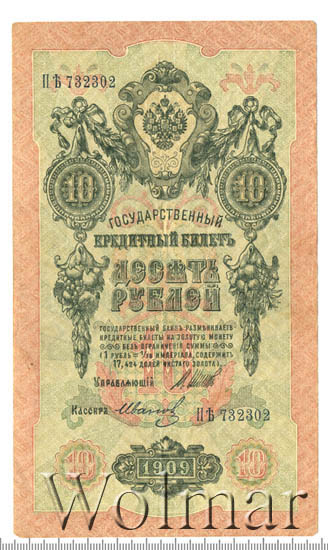 ПѢ 732302
10 10
ГОСУДАРСТВЕННЫЙ
КРЕДИТНЫЙ БИЛЕТЪ
ДЕСЯТЬ
РУБЛЕЙ
ГОСУДАРСТВЕННЫЙ БАНКЪ РАЗМѢНИВАЕТЪ
КРЕДИТНЫЕ БИЛЕТЫ НА ЗОЛОТУЮ МОНЕТУ
БЕЗЪ ОГРАНИЧЕНІЯ СУММЫ
(1 РУБЛЬ = 1/15 ИМПЕРІАЛА, СОДЕРЖИТЪ
17,424 ДОЛЕЙ ЧИСТАГО ЗОЛОТА).
Управляющій
Кассиръ
ПѢ 732302
10 1909 10
Wolmar